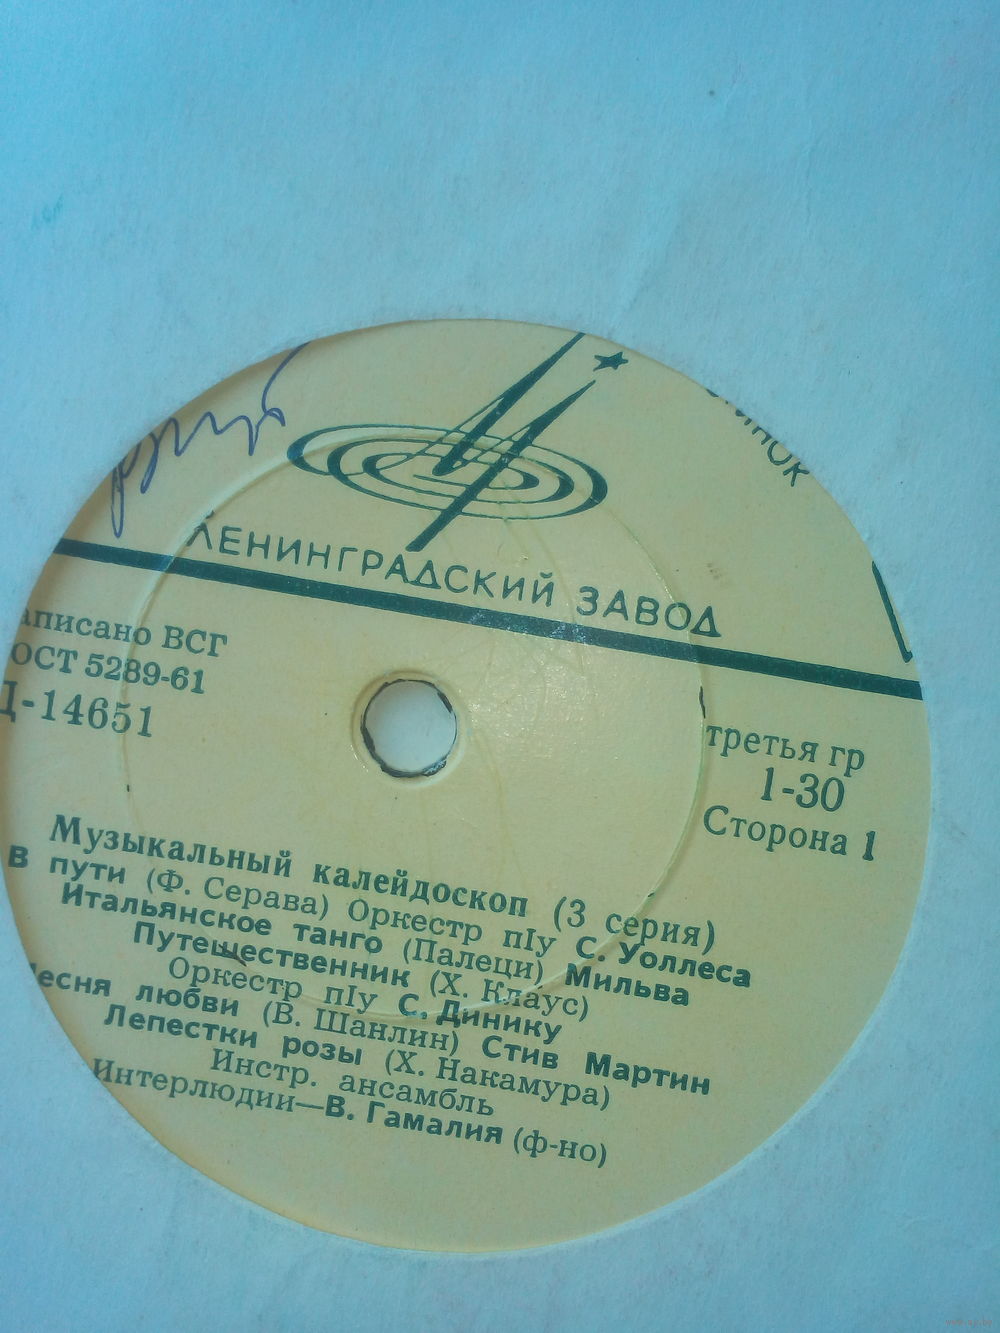 ЛЕНИНГРАДСКИЙ ЗАВОД
аписано ВСГ
ОСТ 5289-61
Д-14651
третья гр
1-30
Сторона 1
Музыкальный калейдоскоп (3 серия)
В пути (Ф. Серава) Оркестр п/у С. Уоллеса
Итальянское танго (Палеци) Мильва
Путешественник (Х. Клаус)
Оркестр п/у С. Динику
есня любви (В. Шанлин) Стив Мартин
Лепестки розы (Х. Накамура)
Инстр. ансамбль
Интерлюдии—В. Гамалия (ф-но)